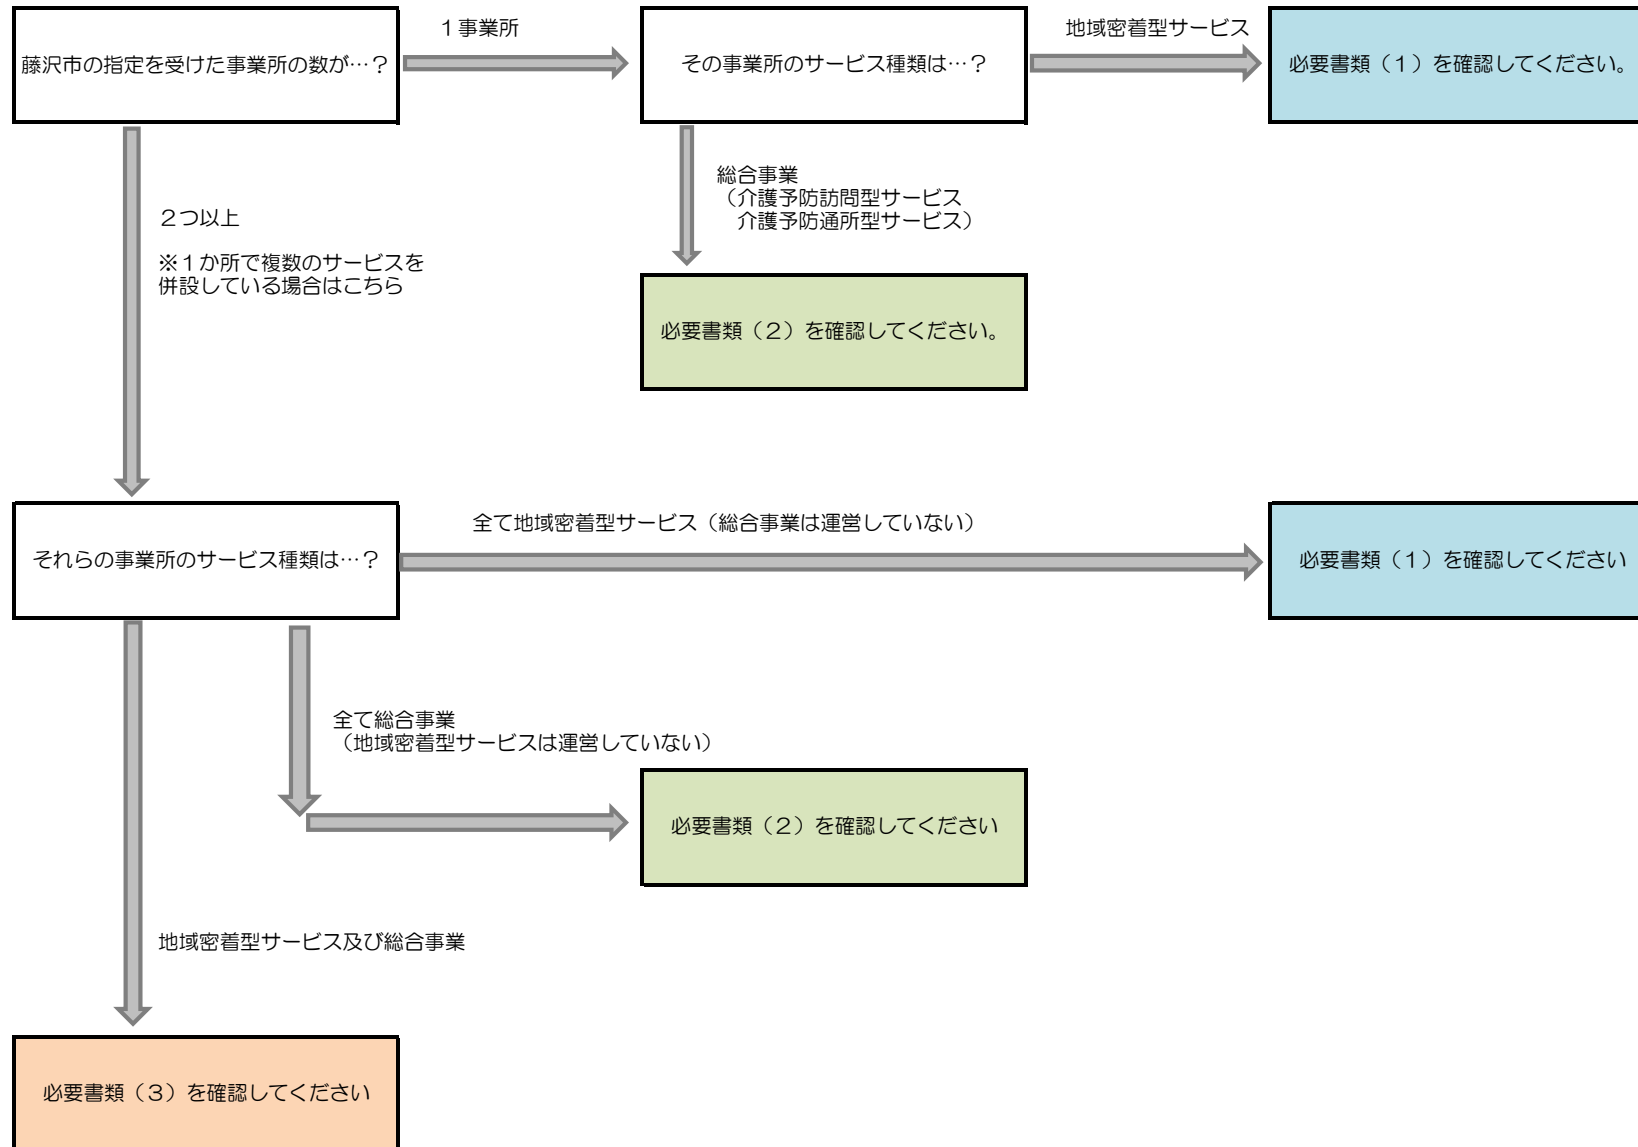 藤沢市の指定を受けた事業所の数が…？
１事業所
その事業所のサービス種類は…？
地域密着型サービス
必要書類（１）を確認してください。
総合事業
（介護予防訪問型サービス
介護予防通所型サービス）
２つ以上
※１か所で複数のサービスを
併設している場合はこちら
必要書類（２）を確認してください。
それらの事業所のサービス種類は…？
全て地域密着型サービス（総合事業は運営していない）
必要書類（１）を確認してください
全て総合事業
（地域密着型サービスは運営していない）
必要書類（２）を確認してください
地域密着型サービス及び総合事業
必要書類（３）を確認してください